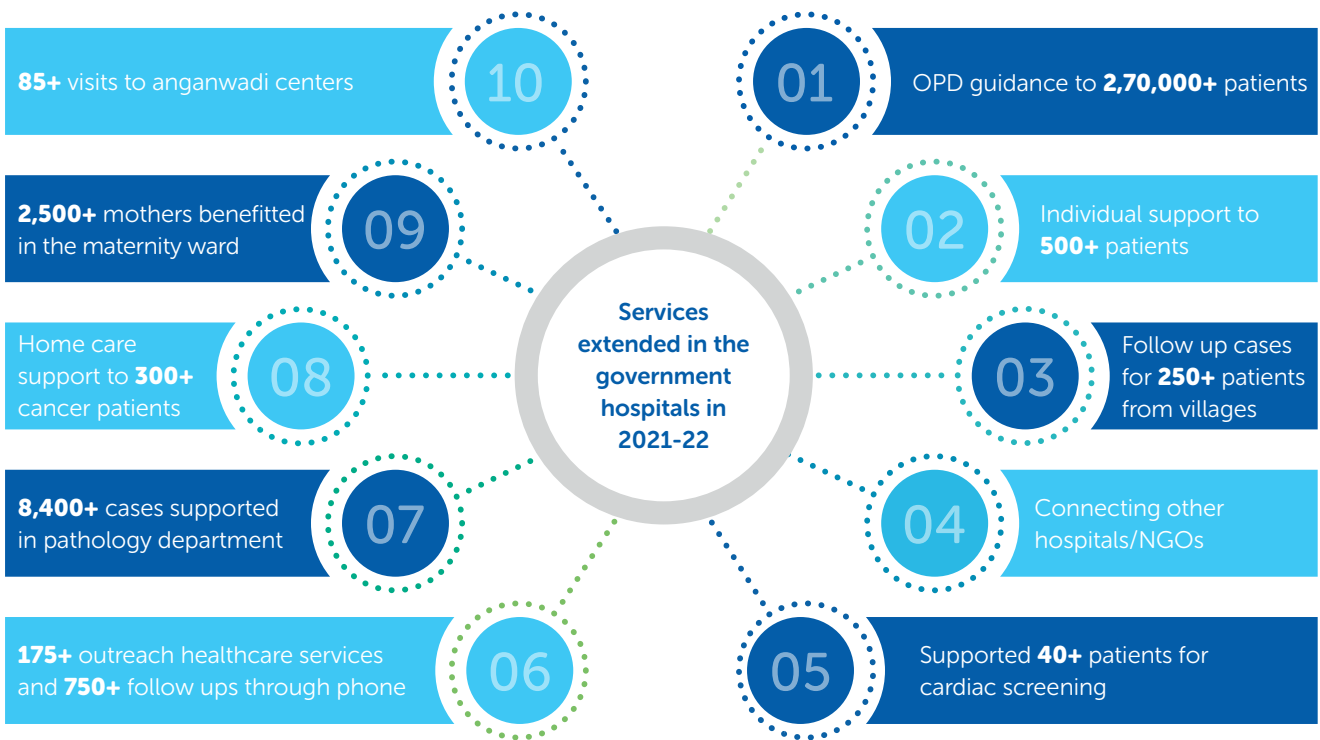 Services
extended in the
government
hospitals in
2021-22
01
OPD guidance to 2,70,000+ patients
02
Individual support to
500+ patients
03
Follow up cases
for 250+ patients
from villages
04
Connecting other
hospitals/NGOs
05
Supported 40+ patients for
cardiac screening
06
175+ outreach healthcare services
and 750+ follow ups through phone
07
8,400+ cases supported
in pathology department
08
Home care
support to 300+
cancer patients
09
2,500+ mothers benefitted
in the maternity ward
10
85+ visits to anganwadi centers